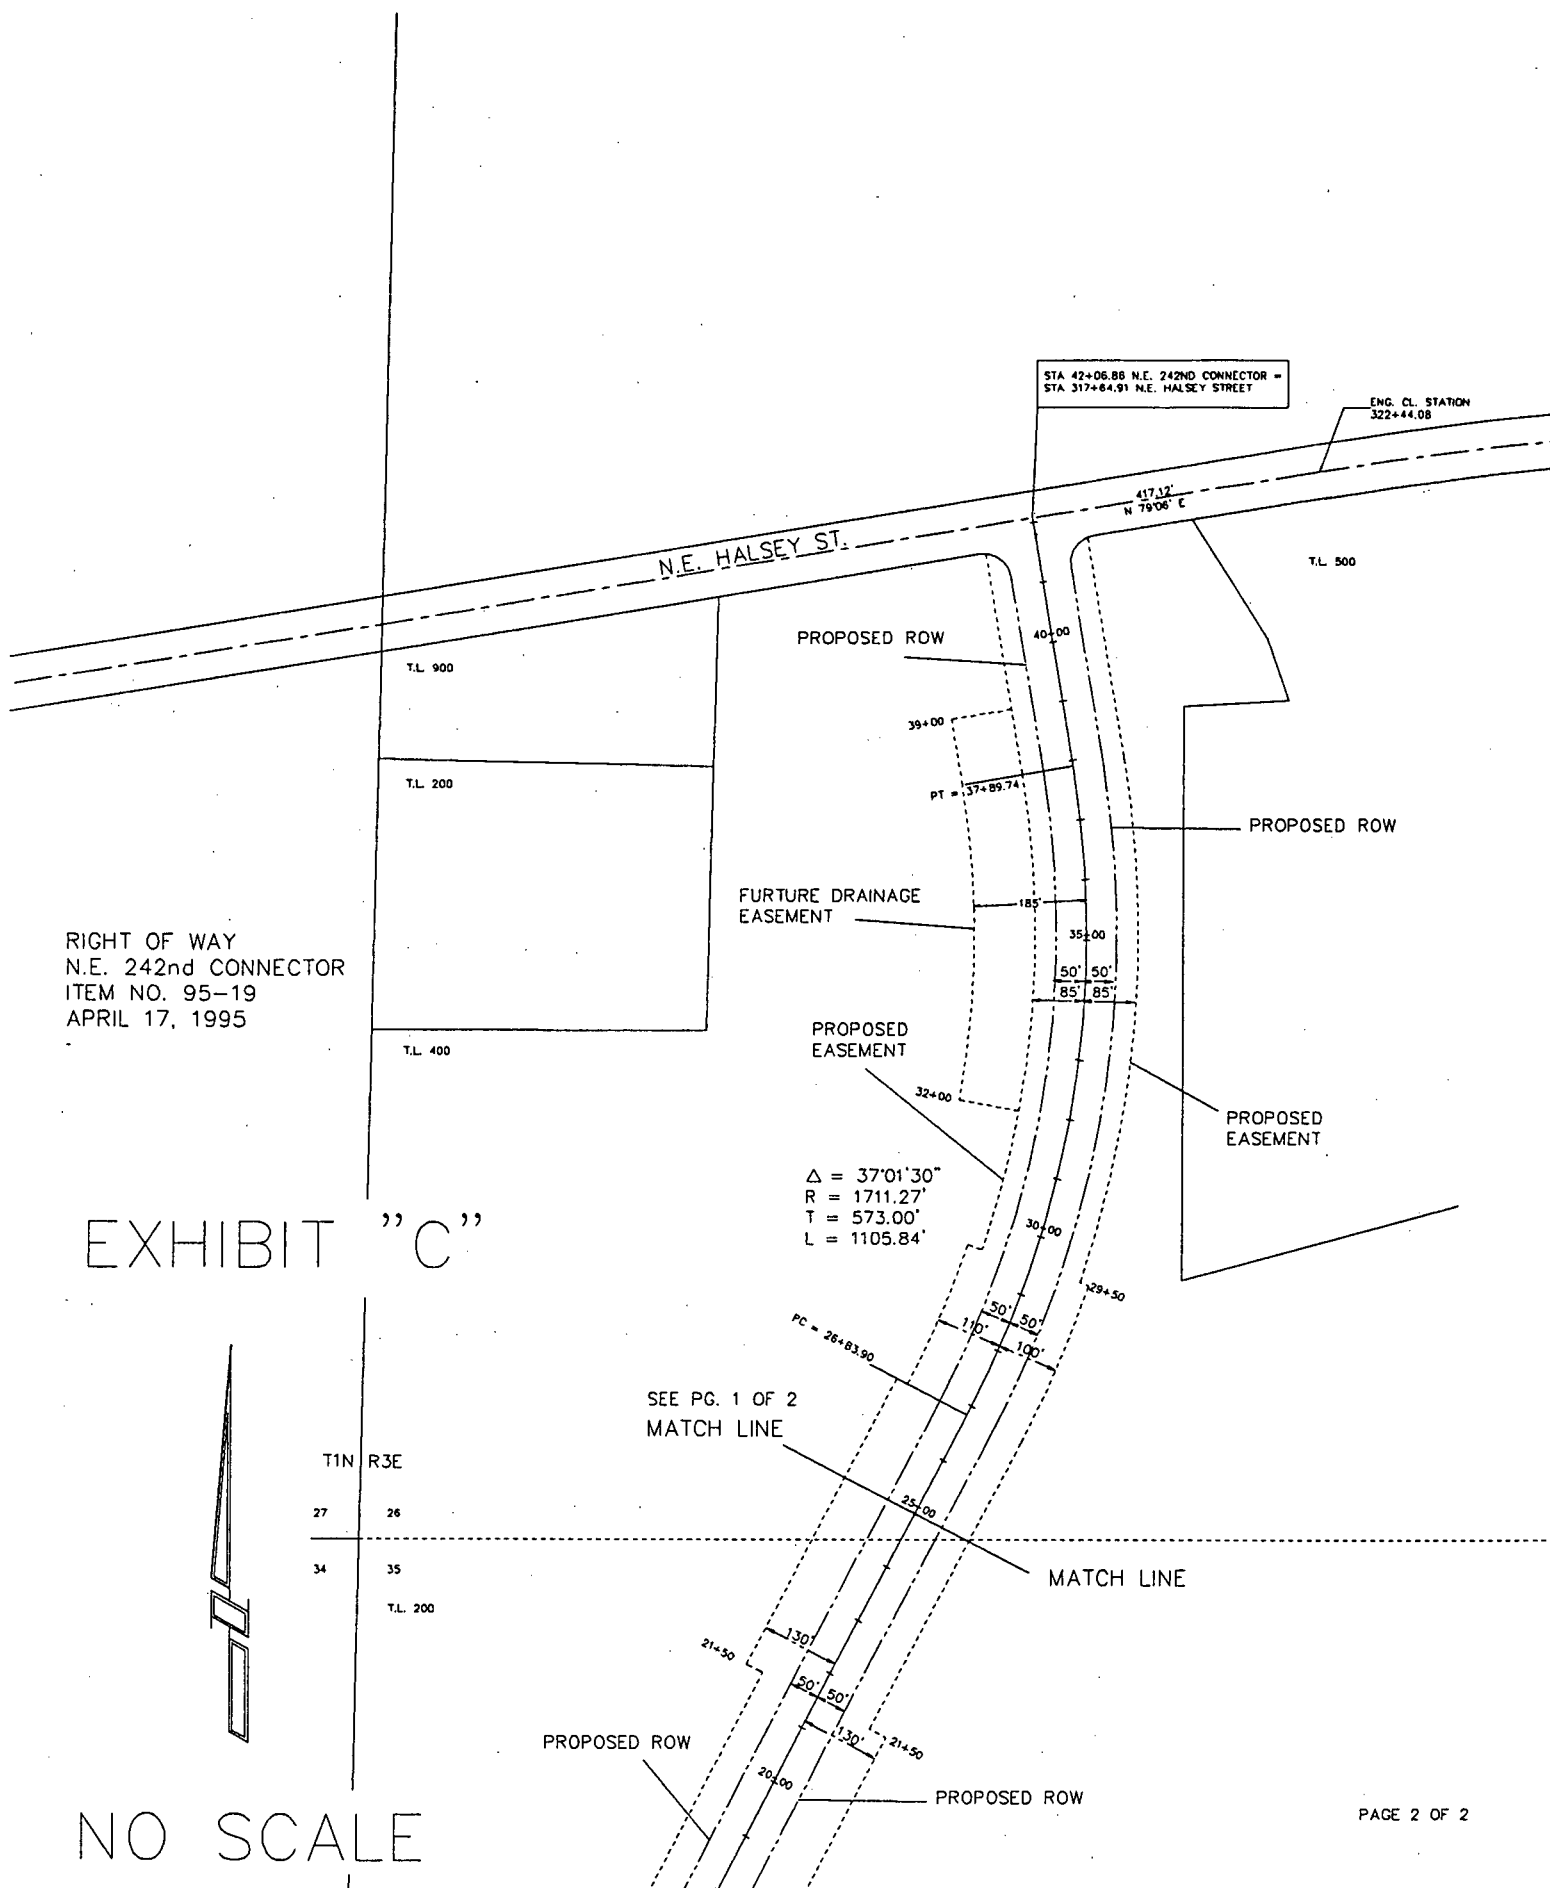 STA 42+06.88 N.E. 242ND CONNECTOR =
STA 317+64.91 N.E. HALSEY STREET
ENG. CL. STATION
322+44.08
417.12'
N 79°06' E
N.E. HALSEY ST.
T.L. 500
T.L. 900
PROPOSED ROW
40+00
39+00
T.L. 200
PT = 37+89.74
PROPOSED ROW
FURTURE DRAINAGE
EASEMENT
185'
35+00
RIGHT OF WAY
N.E. 242nd CONNECTOR
ITEM NO. 95-19
APRIL 17, 1995
50' 50'
85' 85'
T.L. 400
PROPOSED
EASEMENT
32+00
PROPOSED
EASEMENT
Δ = 37°01'30"
R = 1711.27'
T = 573.00'
L = 1105.84'
EXHIBIT "C"
30+00
29+50
50' 50'
110' 100'
PC = 26+83.90
SEE PG. 1 OF 2
MATCH LINE
T1N R3E
27 26
25+00
34 35
MATCH LINE
T.L. 200
130'
21+50
50' 50'
130'
21+50
PROPOSED ROW
20+00
PROPOSED ROW
NO SCALE
PAGE 2 OF 2